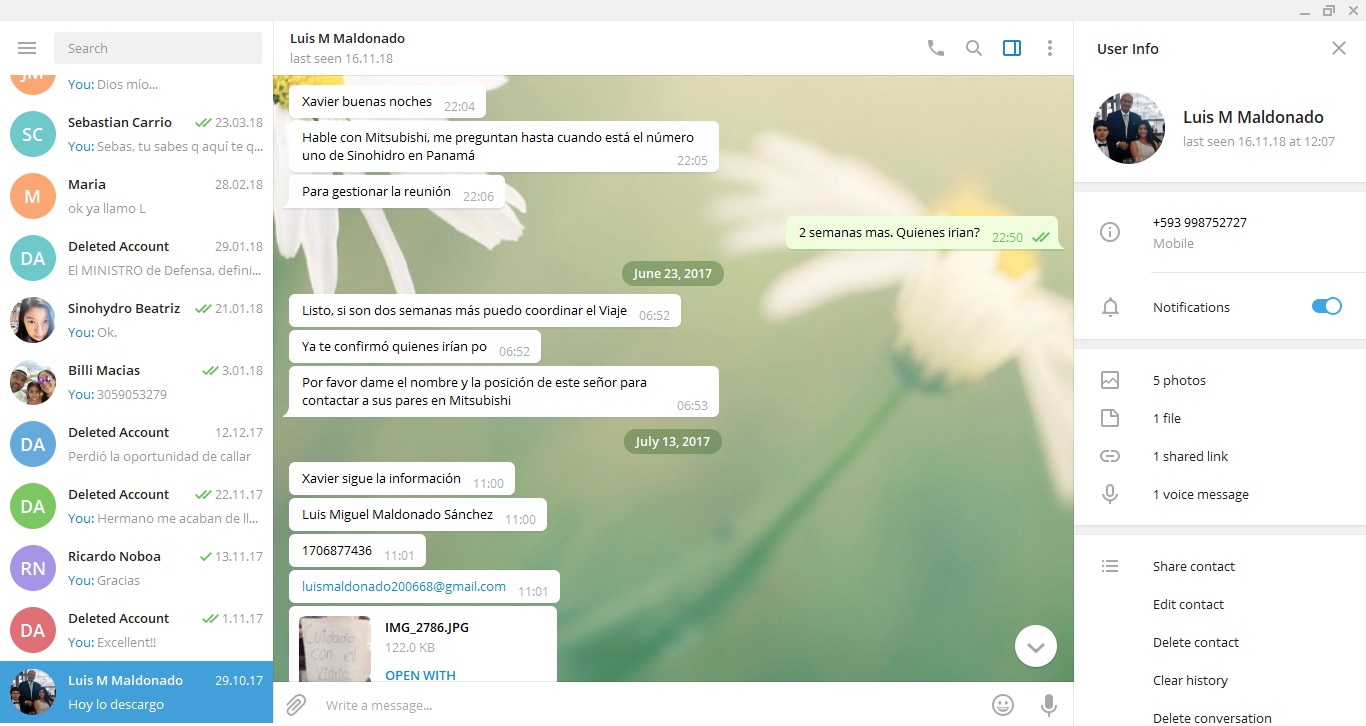 Search
JM
You: Dios mío...
SC
Sebastian Carrio 23.03.18
You: Sebas, tu sabes q aquí te q...
M
Maria 28.02.18
ok ya llamo L
DA
Deleted Account 29.01.18
El MINISTRO de Defensa, defini...
Sinohydro Beatriz 21.01.18
You: Ok.
Billi Macias 3.01.18
You: 3059053279
DA
Deleted Account 12.12.17
Perdió la oportunidad de callar
DA
Deleted Account 22.11.17
You: Hermano me acaban de ll...
RN
Ricardo Noboa 13.11.17
You: Gracias
DA
Deleted Account 1.11.17
You: Excellent!!
Luis M Maldonado 29.10.17
Hoy lo descargo
Luis M Maldonado
last seen 16.11.18
Xavier buenas noches 22:04
Hable con Mitsubishi, me preguntan hasta cuando está el número
uno de Sinohidro en Panamá 22:05
Para gestionar la reunión 22:06
2 semanas mas. Quienes irian? 22:50
June 23, 2017
Listo, si son dos semanas más puedo coordinar el Viaje 06:52
Ya te confirmó quienes irían po 06:52
Por favor dame el nombre y la posición de este señor para
contactar a sus pares en Mitsubishi 06:53
July 13, 2017
Xavier sigue la información 11:00
Luis Miguel Maldonado Sánchez 11:00
1706877436 11:01
luismaldonado200668@gmail.com 11:01
Cuidado
con el
Vidrio
IMG_2786.JPG
122.0 KB
OPEN WITH
Write a message...
User Info
Luis M Maldonado
last seen 16.11.18 at 12:07
+593 998752727
Mobile
Notifications
5 photos
1 file
1 shared link
1 voice message
Share contact
Edit contact
Delete contact
Clear history
Delete conversation